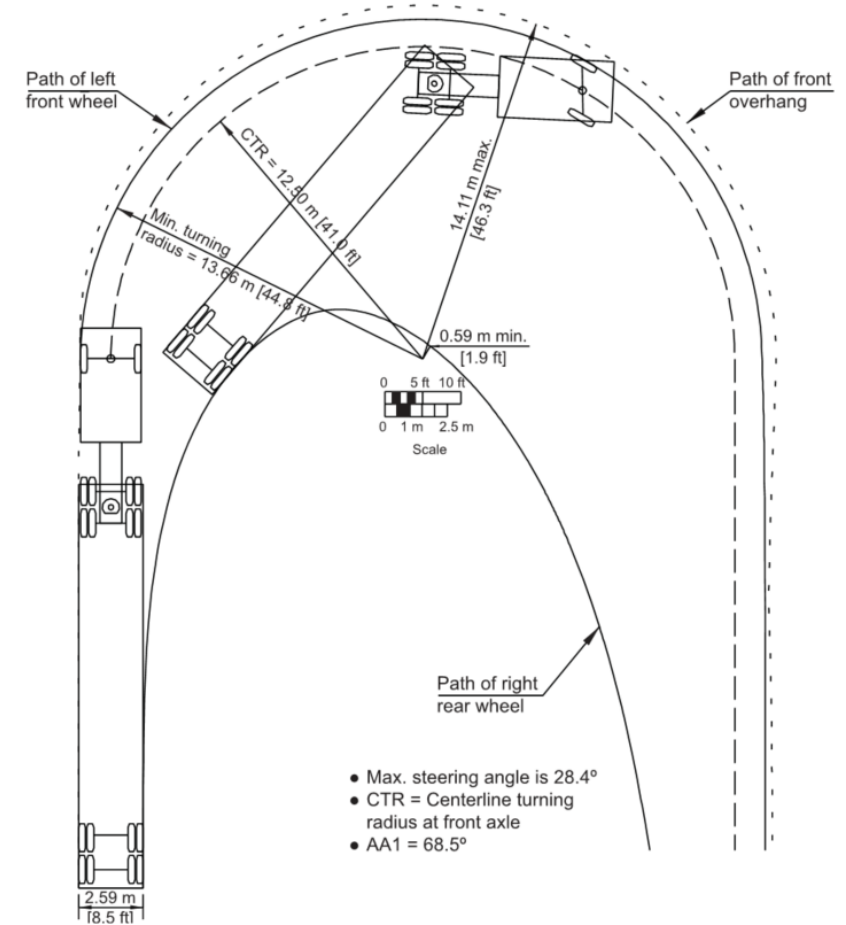 Path of left
front wheel
Path of front
overhang
CTR = 12.50 m [41.0 ft]
14.11 m max.
[46.3 ft]
Min. turning
radius = 13.66 m [44.8 ft]
0.59 m min.
[1.9 ft]
0 5 ft 10 ft
0 1 m 2.5 m
Scale
Path of right
rear wheel
● Max. steering angle is 28.4º
● CTR = Centerline turning
radius at front axle
● AA1 = 68.5º
2.59 m
[8.5 ft]